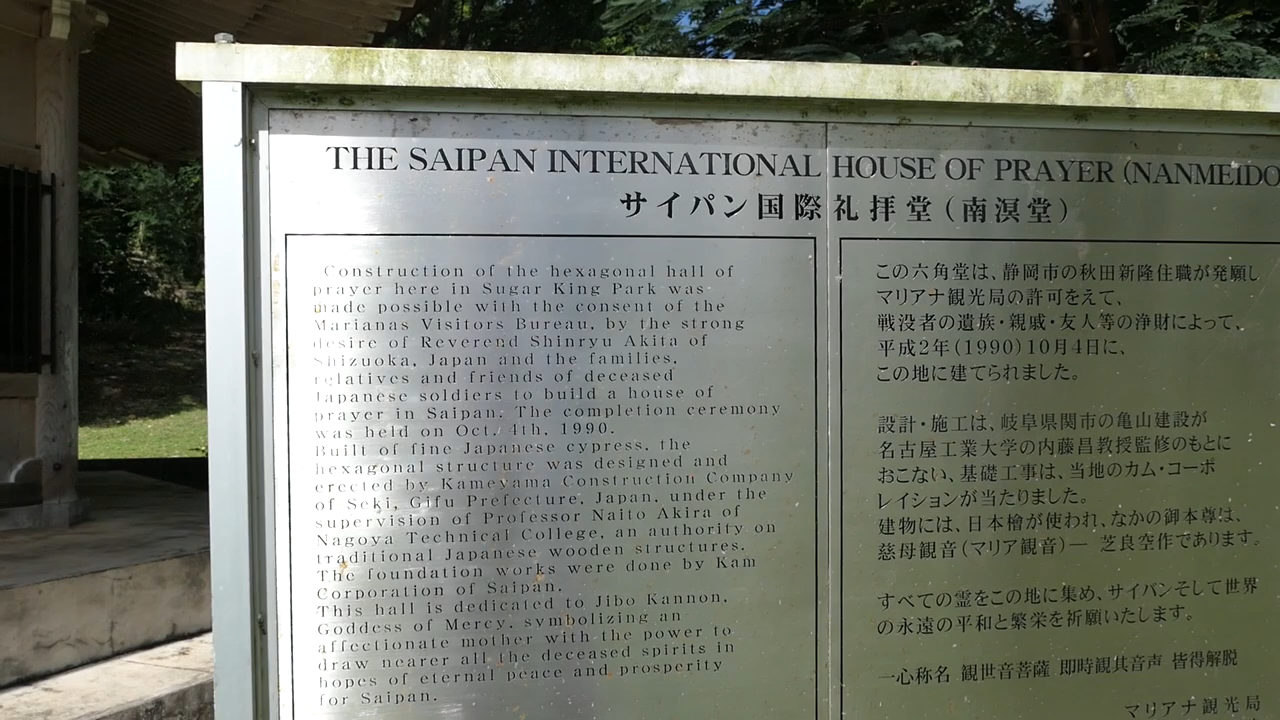 THE SAIPAN INTERNATIONAL HOUSE OF PRAYER (NANMEIDO
サイパン国際礼拝堂(南溟堂)
Construction of the hexagonal hall of
prayer here in Sugar King Park was
made possible with the consent of the
Marianas Visitors Bureau, by the strong
desire of Reverend Shinryu Akita of
Shizuoka, Japan and the families,
relatives and friends of deceased
Japanese soldiers to build a house of
prayer in Saipan. The completion ceremony
was held on Oct. 4th, 1990.
Built of fine Japanese cypress, the
hexagonal structure was designed and
erected by Kameyama Construction Company
of Seki, Gifu Prefecture, Japan, under the
supervision of Professor Naito Akira of
Nagoya Technical College, an authority on
traditional Japanese wooden structures.
The foundation works were done by Kam
Corporation of Saipan.
This hall is dedicated to Jibo Kannon,
Goddess of Mercy, symbolizing an
affectionate mother with the power to
draw nearer all the deceased spirits in
hopes of eternal peace and prosperity
for Saipan.
この六角堂は、静岡市の秋田新隆住職が発願し
マリアナ観光局の許可をえて、
戦没者の遺族・親戚・友人等の浄財によって、
平成2年(1990)10月4日に、
この地に建てられました。
設計・施工は、岐阜県関市の亀山建設が
名古屋工業大学の内藤昌教授監修のもとに
おこない、基礎工事は、当地のカム・コーポ
レイションが当たりました。
建物には、日本檜が使われ、なかの御本尊は、
慈母観音(マリア観音)― 芝良空作であります。
すべての霊をこの地に集め、サイパンそして世界
の永遠の平和と繁栄を祈願いたします。
一心称名 観世音菩薩 即時観其音声 皆得解脱
マリアナ観光局